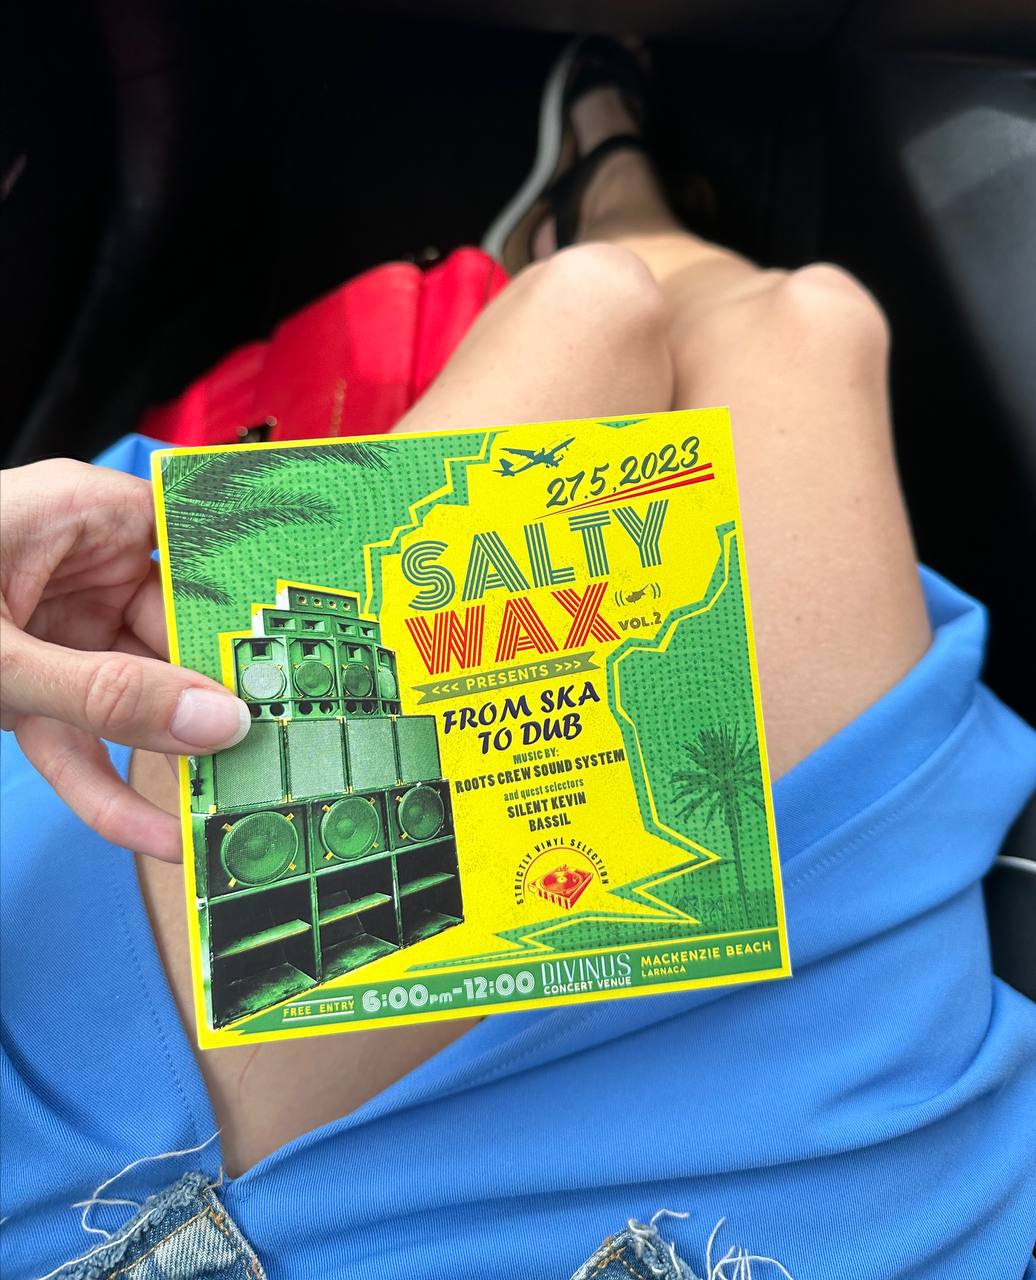 27.5,2023
SALTY
WAX
VOL.2
<<< PRESENTS >>>
FROM SKA
TO DUB
MUSIC BY:
ROOTS CREW SOUND SYSTEM
and guest selectors
SILENT KEVIN
BASSIL
STRICTLY VINYL SELECTION
FREE ENTRY
6:00pm-12:00
DIVINUS
CONCERT VENUE
MACKENZIE BEACH
LARNACA